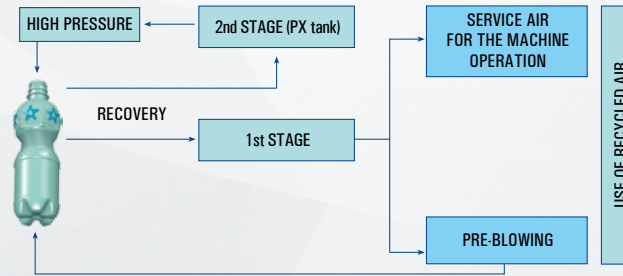 HIGH PRESSURE
2nd STAGE (PX tank)
SERVICE AIR
FOR THE MACHINE
OPERATION
RECOVERY
1st STAGE
PRE-BLOWING
USE OF RECYCLED AIR